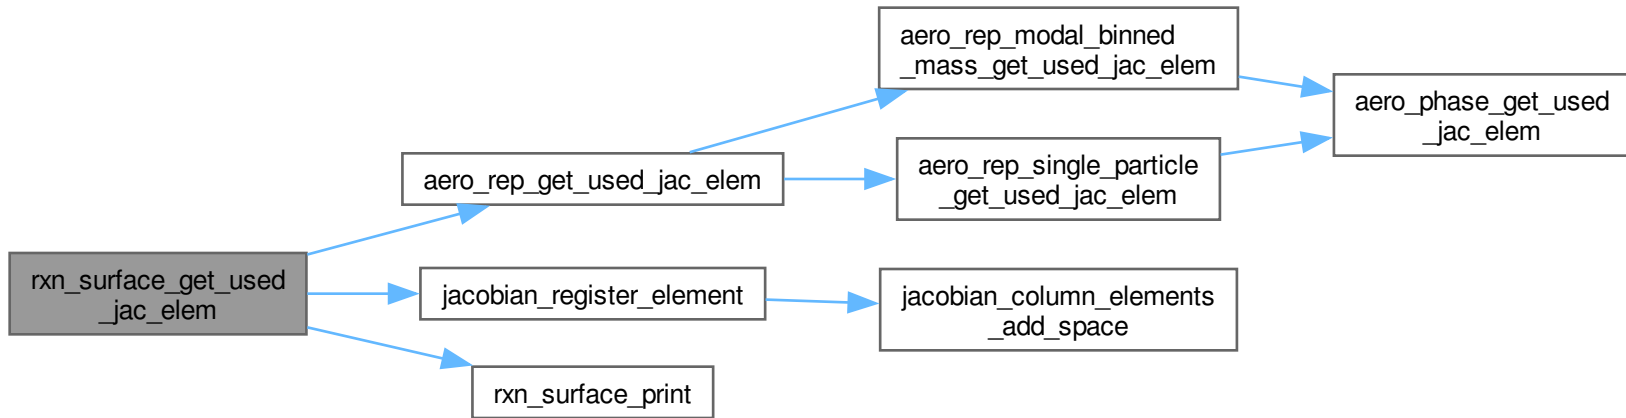 rxn_surface_get_used
_jac_elem
aero_rep_get_used_jac_elem
jacobian_register_element
rxn_surface_print
aero_rep_modal_binned
_mass_get_used_jac_elem
aero_rep_single_particle
_get_used_jac_elem
jacobian_column_elements
_add_space
aero_phase_get_used
_jac_elem